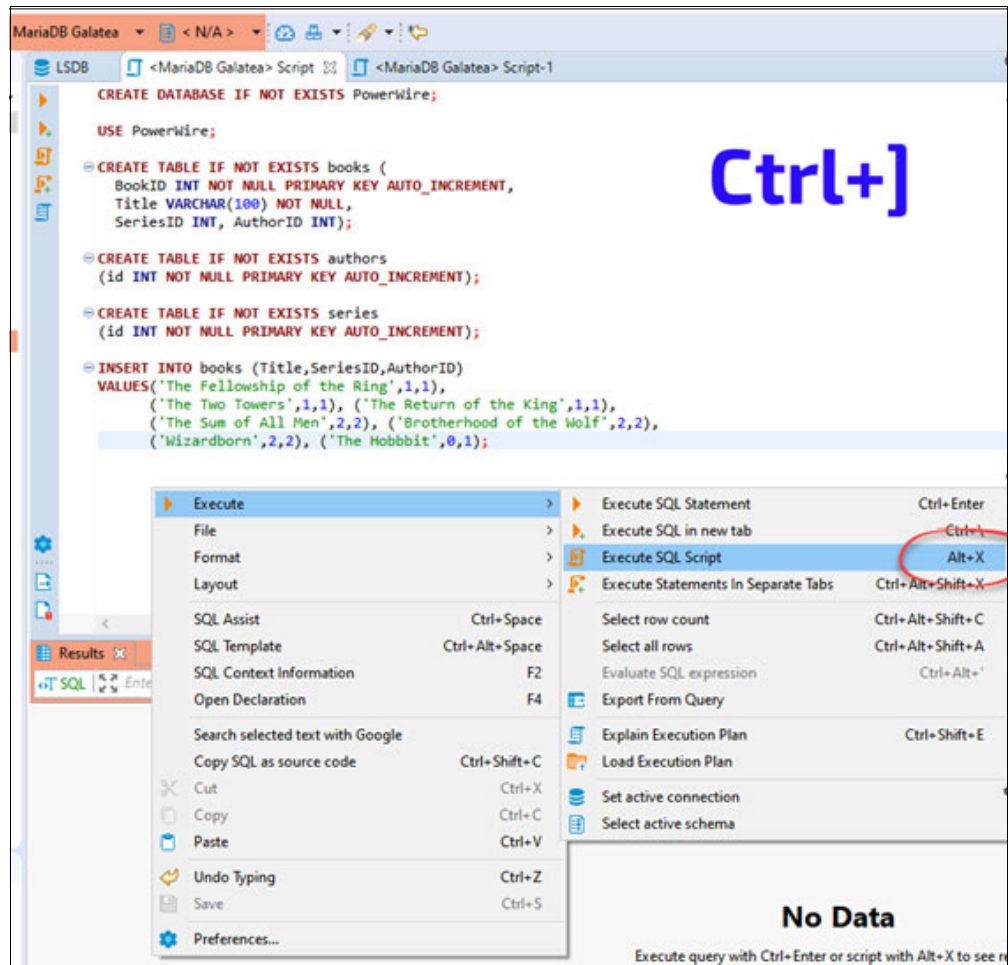 MariaDB Galatea < N/A >
LSDB <MariaDB Galatea> Script <MariaDB Galatea> Script-1
CREATE DATABASE IF NOT EXISTS PowerWire;
USE PowerWire;
CREATE TABLE IF NOT EXISTS books (
BookID INT NOT NULL PRIMARY KEY AUTO_INCREMENT,
Title VARCHAR(100) NOT NULL,
SeriesID INT, AuthorID INT);
Ctrl+]
CREATE TABLE IF NOT EXISTS authors
(id INT NOT NULL PRIMARY KEY AUTO_INCREMENT);
CREATE TABLE IF NOT EXISTS series
(id INT NOT NULL PRIMARY KEY AUTO_INCREMENT);
INSERT INTO books (Title,SeriesID,AuthorID)
VALUES('The Fellowship of the Ring',1,1),
('The Two Towers',1,1), ('The Return of the King',1,1),
('The Sum of All Men',2,2), ('Brotherhood of the Wolf',2,2),
('Wizardborn',2,2), ('The Hobbbit',0,1);
Execute
File
Format
Layout
SQL Assist Ctrl+Space
SQL Template Ctrl+Alt+Space
SQL Context Information F2
Open Declaration F4
Search selected text with Google
Copy SQL as source code Ctrl+Shift+C
Cut Ctrl+X
Copy Ctrl+C
Paste Ctrl+V
Undo Typing Ctrl+Z
Save Ctrl+S
Preferences...
Execute SQL Statement Ctrl+Enter
Execute SQL in new tab Ctrl+\
Execute SQL Script Alt+X
Execute Statements In Separate Tabs Ctrl+Alt+Shift+X
Select row count Ctrl+Alt+Shift+C
Select all rows Ctrl+Alt+Shift+A
Evaluate SQL expression Ctrl+Alt+'
Export From Query
Explain Execution Plan Ctrl+Shift+E
Load Execution Plan
Set active connection
Select active schema
Results
SQL Ente
No Data
Execute query with Ctrl+Enter or script with Alt+X to see